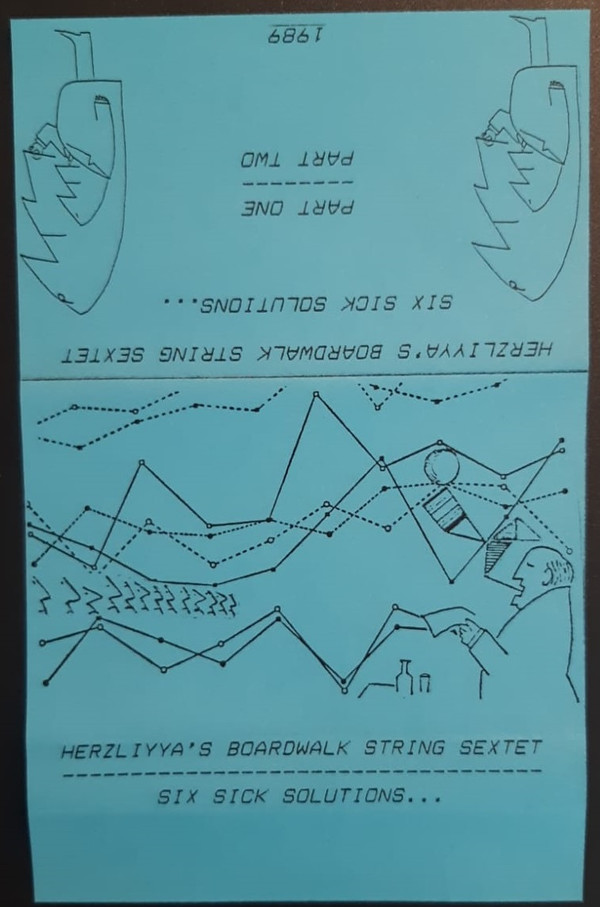 HERZLIYYA'S BOARDWALK STRING SEXTET
SIX SICK SOLUTIONS...
HERZLIYYA'S BOARDWALK STRING SEXTET
SIX SICK SOLUTIONS...
PART ONE
PART TWO
1989